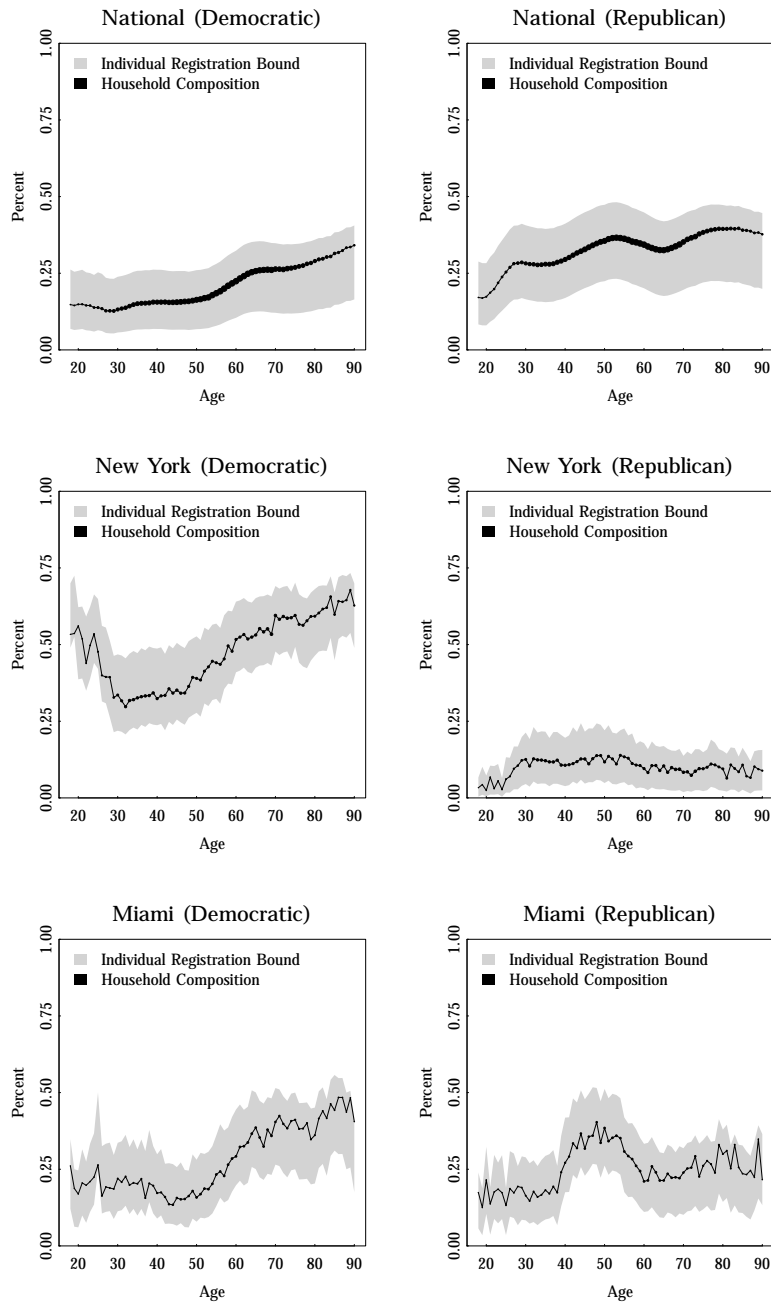 National (Democratic)
Individual Registration Bound
Household Composition
1.00
0.75
0.50
0.25
0.00
Percent
20 30 40 50 60 70 80 90
Age
National (Republican)
Individual Registration Bound
Household Composition
1.00
0.75
0.50
0.25
0.00
Percent
20 30 40 50 60 70 80 90
Age
New York (Democratic)
Individual Registration Bound
Household Composition
1.00
0.75
0.50
0.25
0.00
Percent
20 30 40 50 60 70 80 90
Age
New York (Republican)
Individual Registration Bound
Household Composition
1.00
0.75
0.50
0.25
0.00
Percent
20 30 40 50 60 70 80 90
Age
Miami (Democratic)
Individual Registration Bound
Household Composition
1.00
0.75
0.50
0.25
0.00
Percent
20 30 40 50 60 70 80 90
Age
Miami (Republican)
Individual Registration Bound
Household Composition
1.00
0.75
0.50
0.25
0.00
Percent
20 30 40 50 60 70 80 90
Age